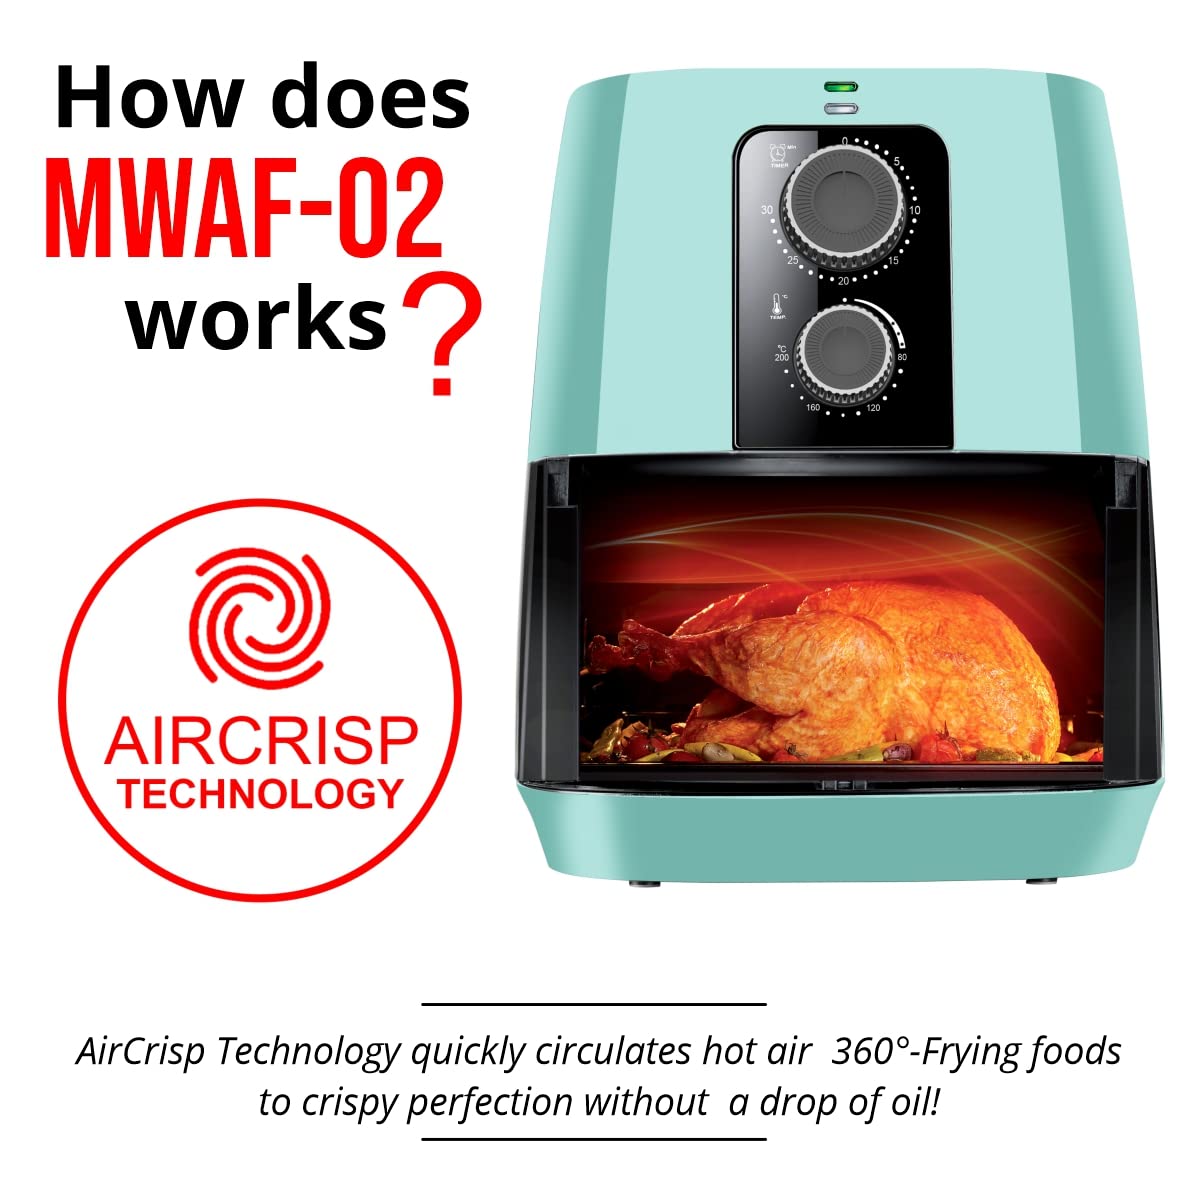 How does
MWAF-02
works?
AIRCRISP
TECHNOLOGY
0
Min
TIMER
5
10
15
20
25
30
°C
TEMP.
80
120
160
200
°C
AirCrisp Technology quickly circulates hot air 360°-Frying foods
to crispy perfection without a drop of oil!